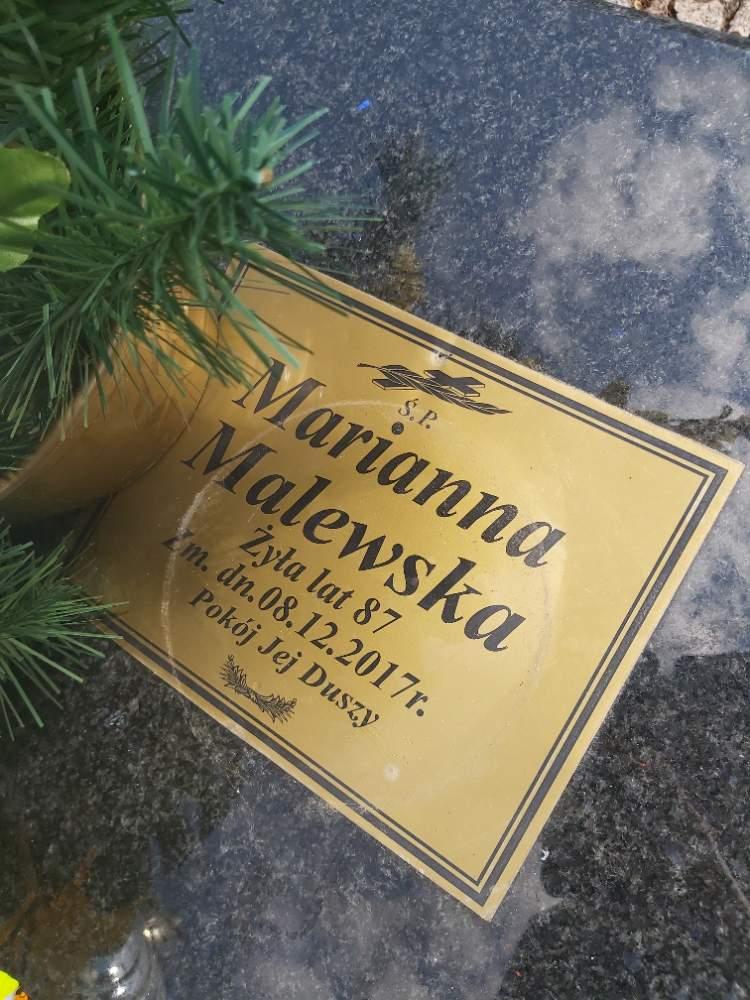 Ś.P.
Marianna
Malewska
Żyła lat 87
Zm. dn. 08.12.2017r.
Pokój Jej Duszy